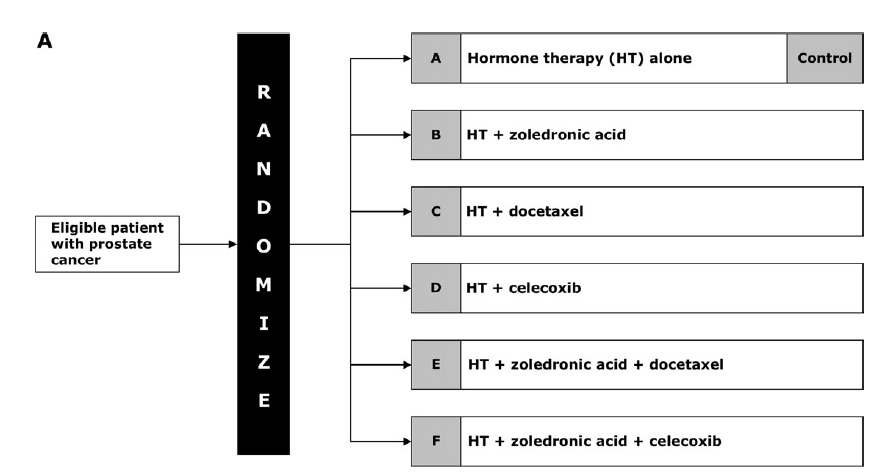 A
Eligible patient
with prostate
cancer
R
A
N
D
O
M
I
Z
E
A Hormone therapy (HT) alone Control
B HT + zoledronic acid
C HT + docetaxel
D HT + celecoxib
E HT + zoledronic acid + docetaxel
F HT + zoledronic acid + celecoxib